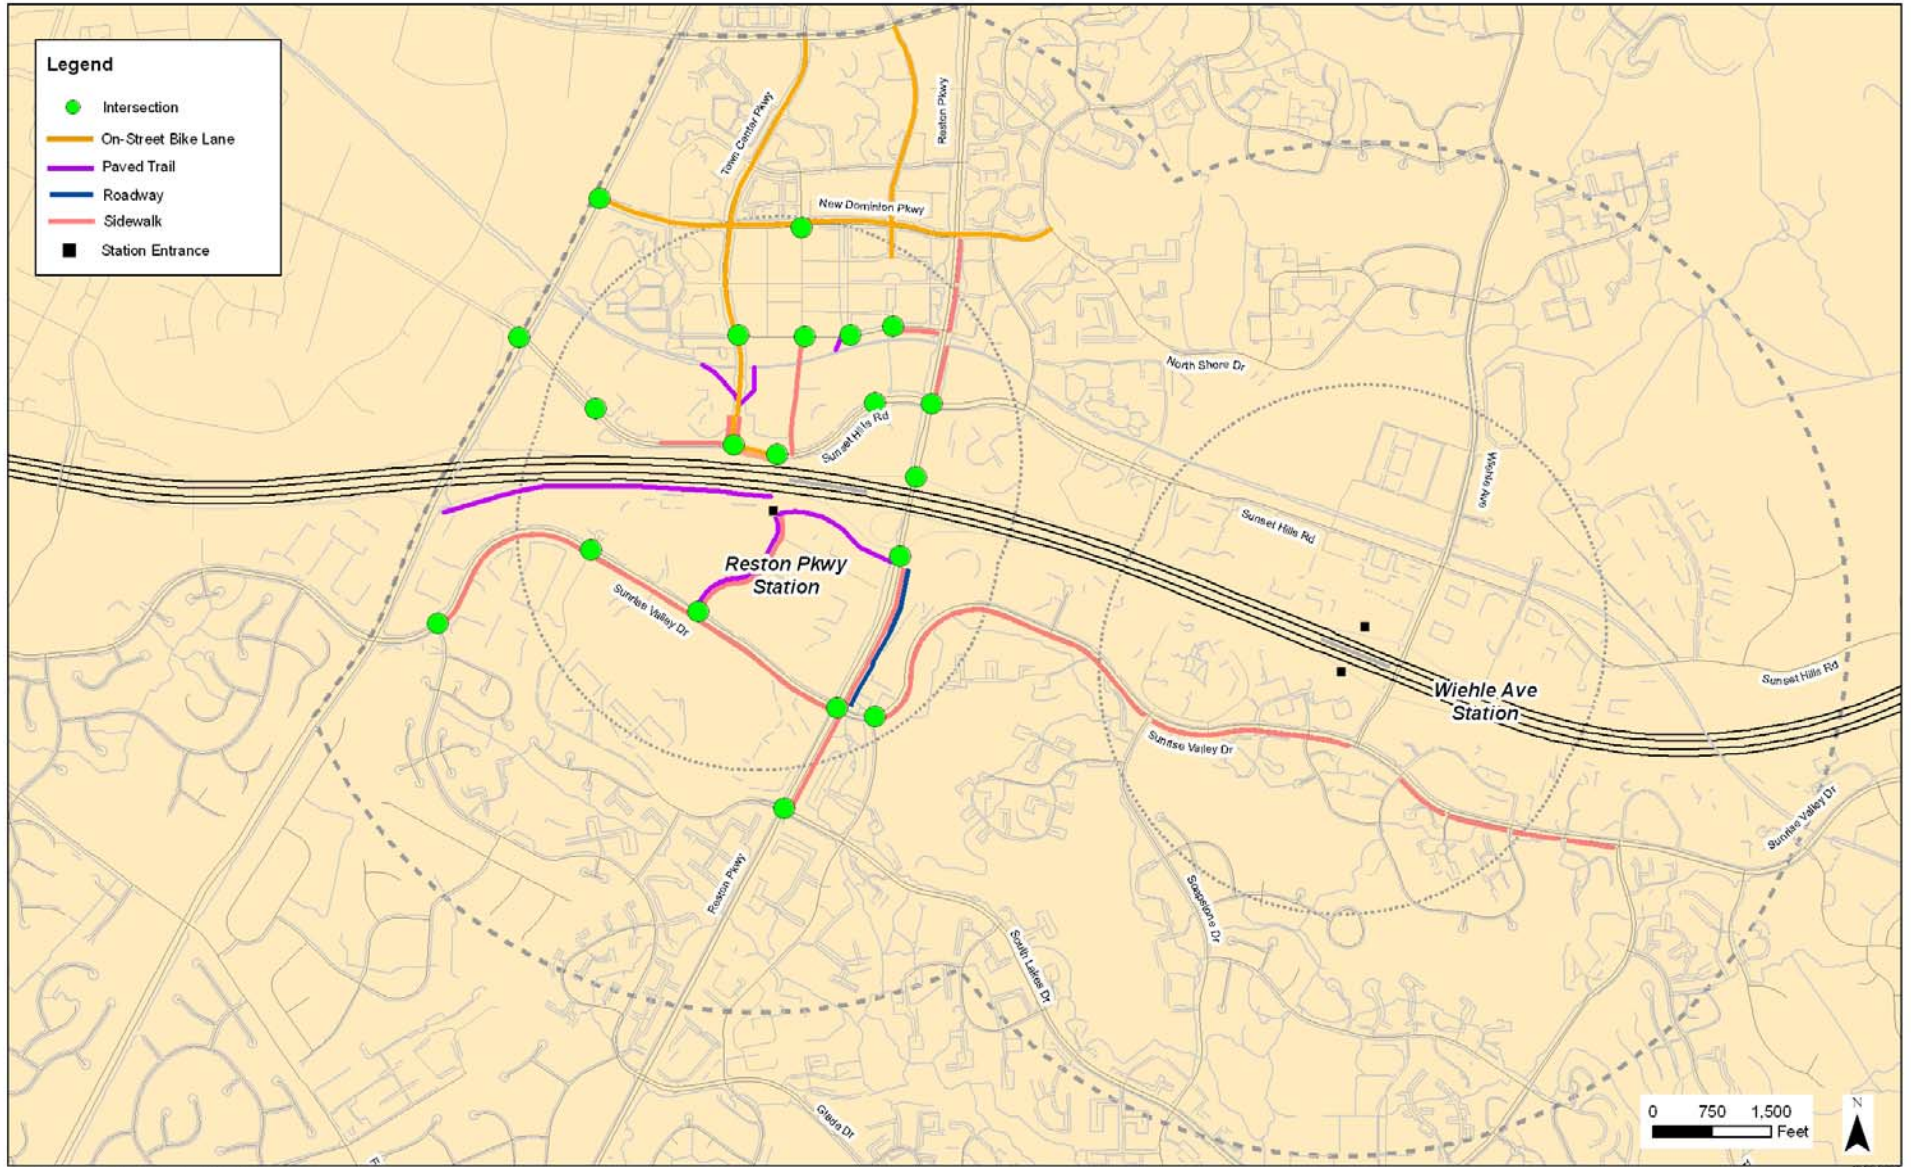 Legend
Intersection
On-Street Bike Lane
Paved Trail
Roadway
Sidewalk
Station Entrance
Town Center Pkwy
Reston Pkwy
New Dominion Pkwy
North Shore Dr
Sunset Hills Rd
Wiehle Ave
Sunset Hills Rd
Reston Pkwy
Station
Sunrise Valley Dr
Sunset Hills Rd
Wiehle Ave
Station
Sunrise Valley Dr
Sunrise Valley Dr
Reston Pkwy
Soapstone Dr
South Lakes Dr
Glade Dr
0 750 1,500
Feet
N